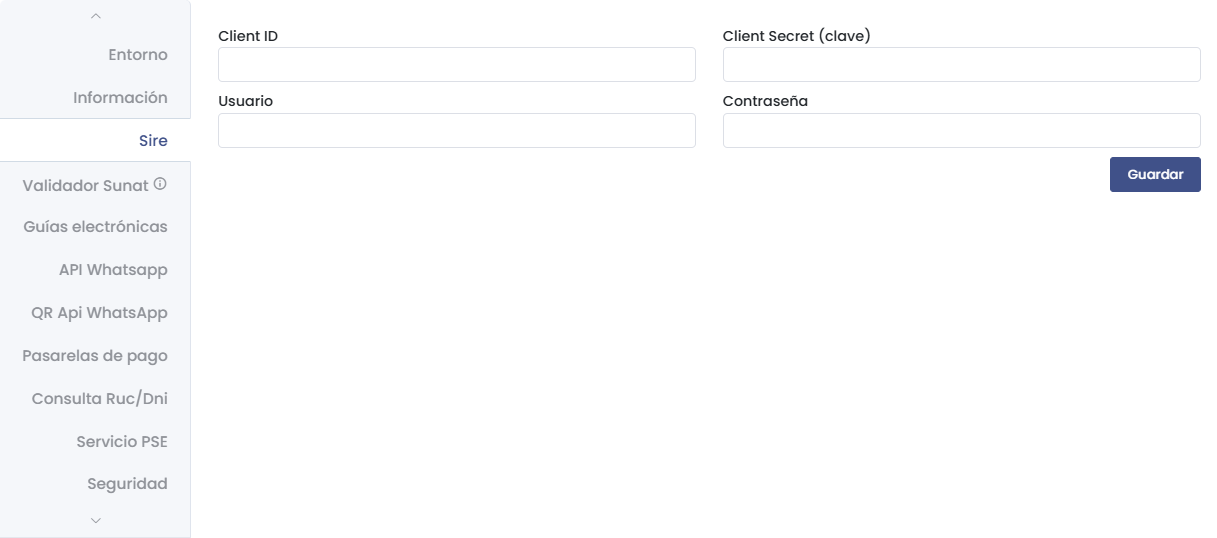 Entorno
Información
Sire
Validador Sunat
Guías electrónicas
API Whatsapp
QR Api WhatsApp
Pasarelas de pago
Consulta Ruc/Dni
Servicio PSE
Seguridad
Client ID
Client Secret (clave)
Usuario
Contraseña
Guardar